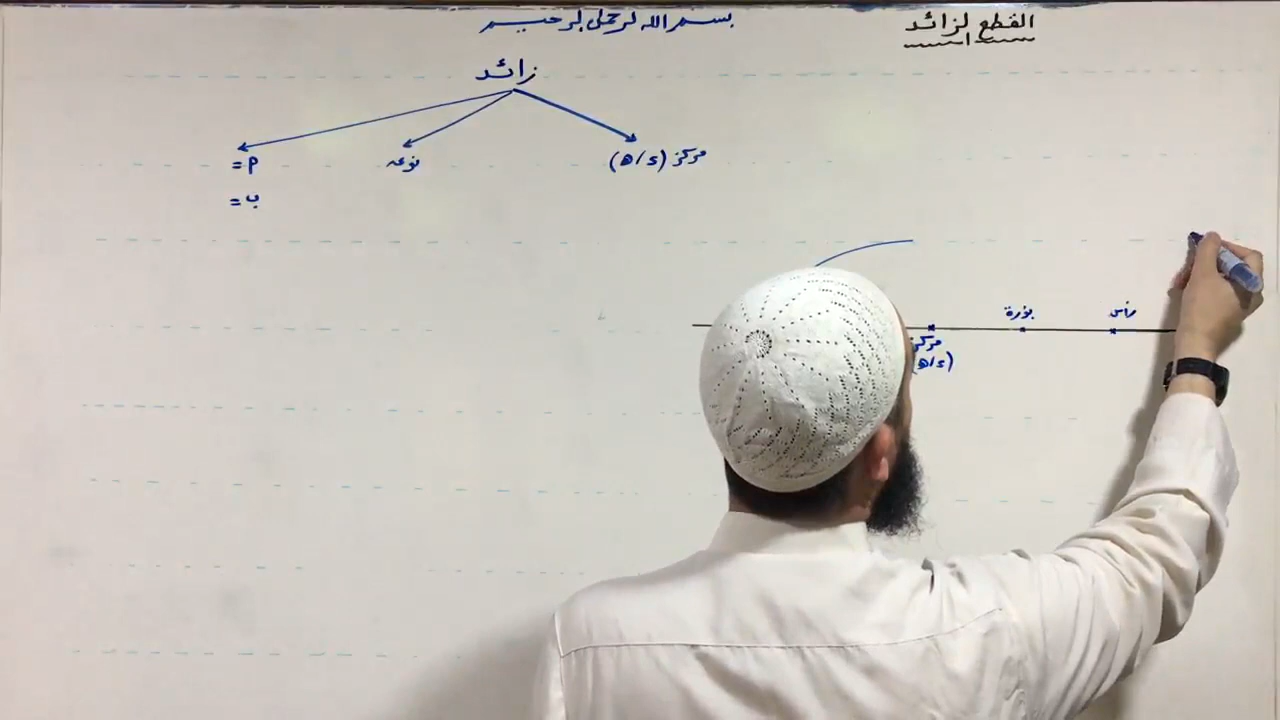 القطع الزائد
بسم الله الرحمن الرحيم
زائد
مركز (د/هـ)
نوعه
= م
= ب
بؤرة
رأس
مركز
(د/هـ)